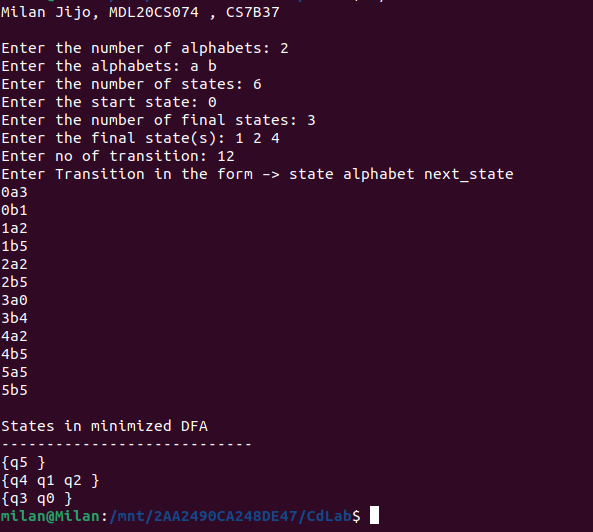 Milan Jijo, MDL20CS074 , CS7B37
Enter the number of alphabets: 2
Enter the alphabets: a b
Enter the number of states: 6
Enter the start state: 0
Enter the number of final states: 3
Enter the final state(s): 1 2 4
Enter no of transition: 12
Enter Transition in the form -> state alphabet next_state
0a3
0b1
1a2
1b5
2a2
2b5
3a0
3b4
4a2
4b5
5a5
5b5
States in minimized DFA
----------------------------
{q5 }
{q4 q1 q2 }
{q3 q0 }
milan@Milan:/mnt/2AA2490CA248DE47/CdLab$